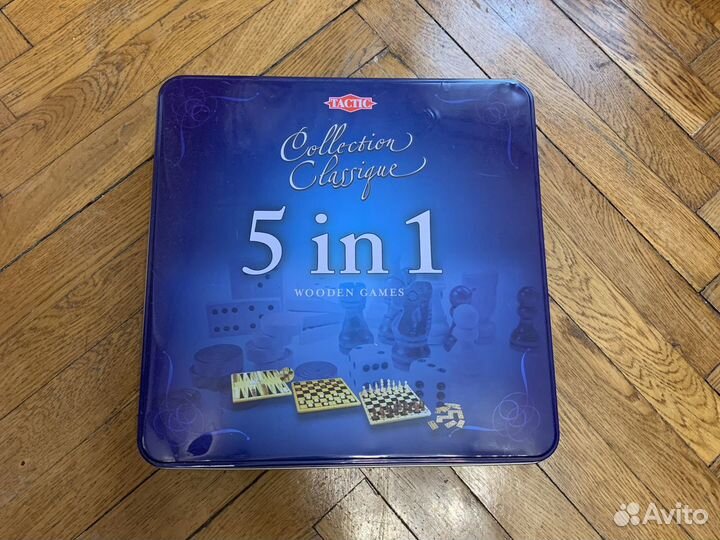 TACTIC
Collection
Classique
5 in 1
WOODEN GAMES
Avito